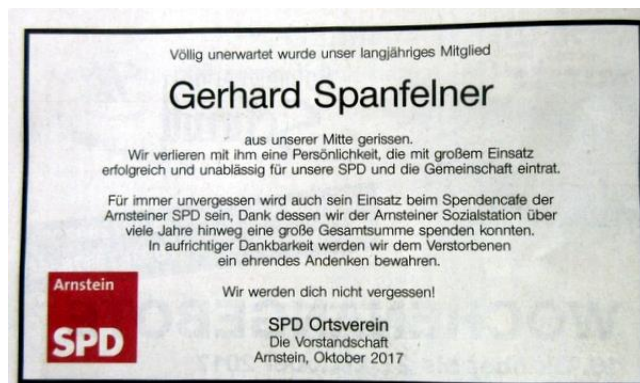 Völlig unerwartet wurde unser langjähriges Mitglied
Gerhard Spanfelner
aus unserer Mitte gerissen.
Wir verlieren mit ihm eine Persönlichkeit, die mit großem Einsatz
erfolgreich und unablässig für unsere SPD und die Gemeinschaft eintrat.
Für immer unvergessen wird auch sein Einsatz beim Spendencafe der
Arnsteiner SPD sein, Dank dessen wir der Arnsteiner Sozialstation über
viele Jahre hinweg eine große Gesamtsumme spenden konnten.
In aufrichtiger Dankbarkeit werden wir dem Verstorbenen
ein ehrendes Andenken bewahren.
Wir werden dich nicht vergessen!
Arnstein
SPD
SPD Ortsverein
Die Vorstandschaft
Arnstein, Oktober 2017